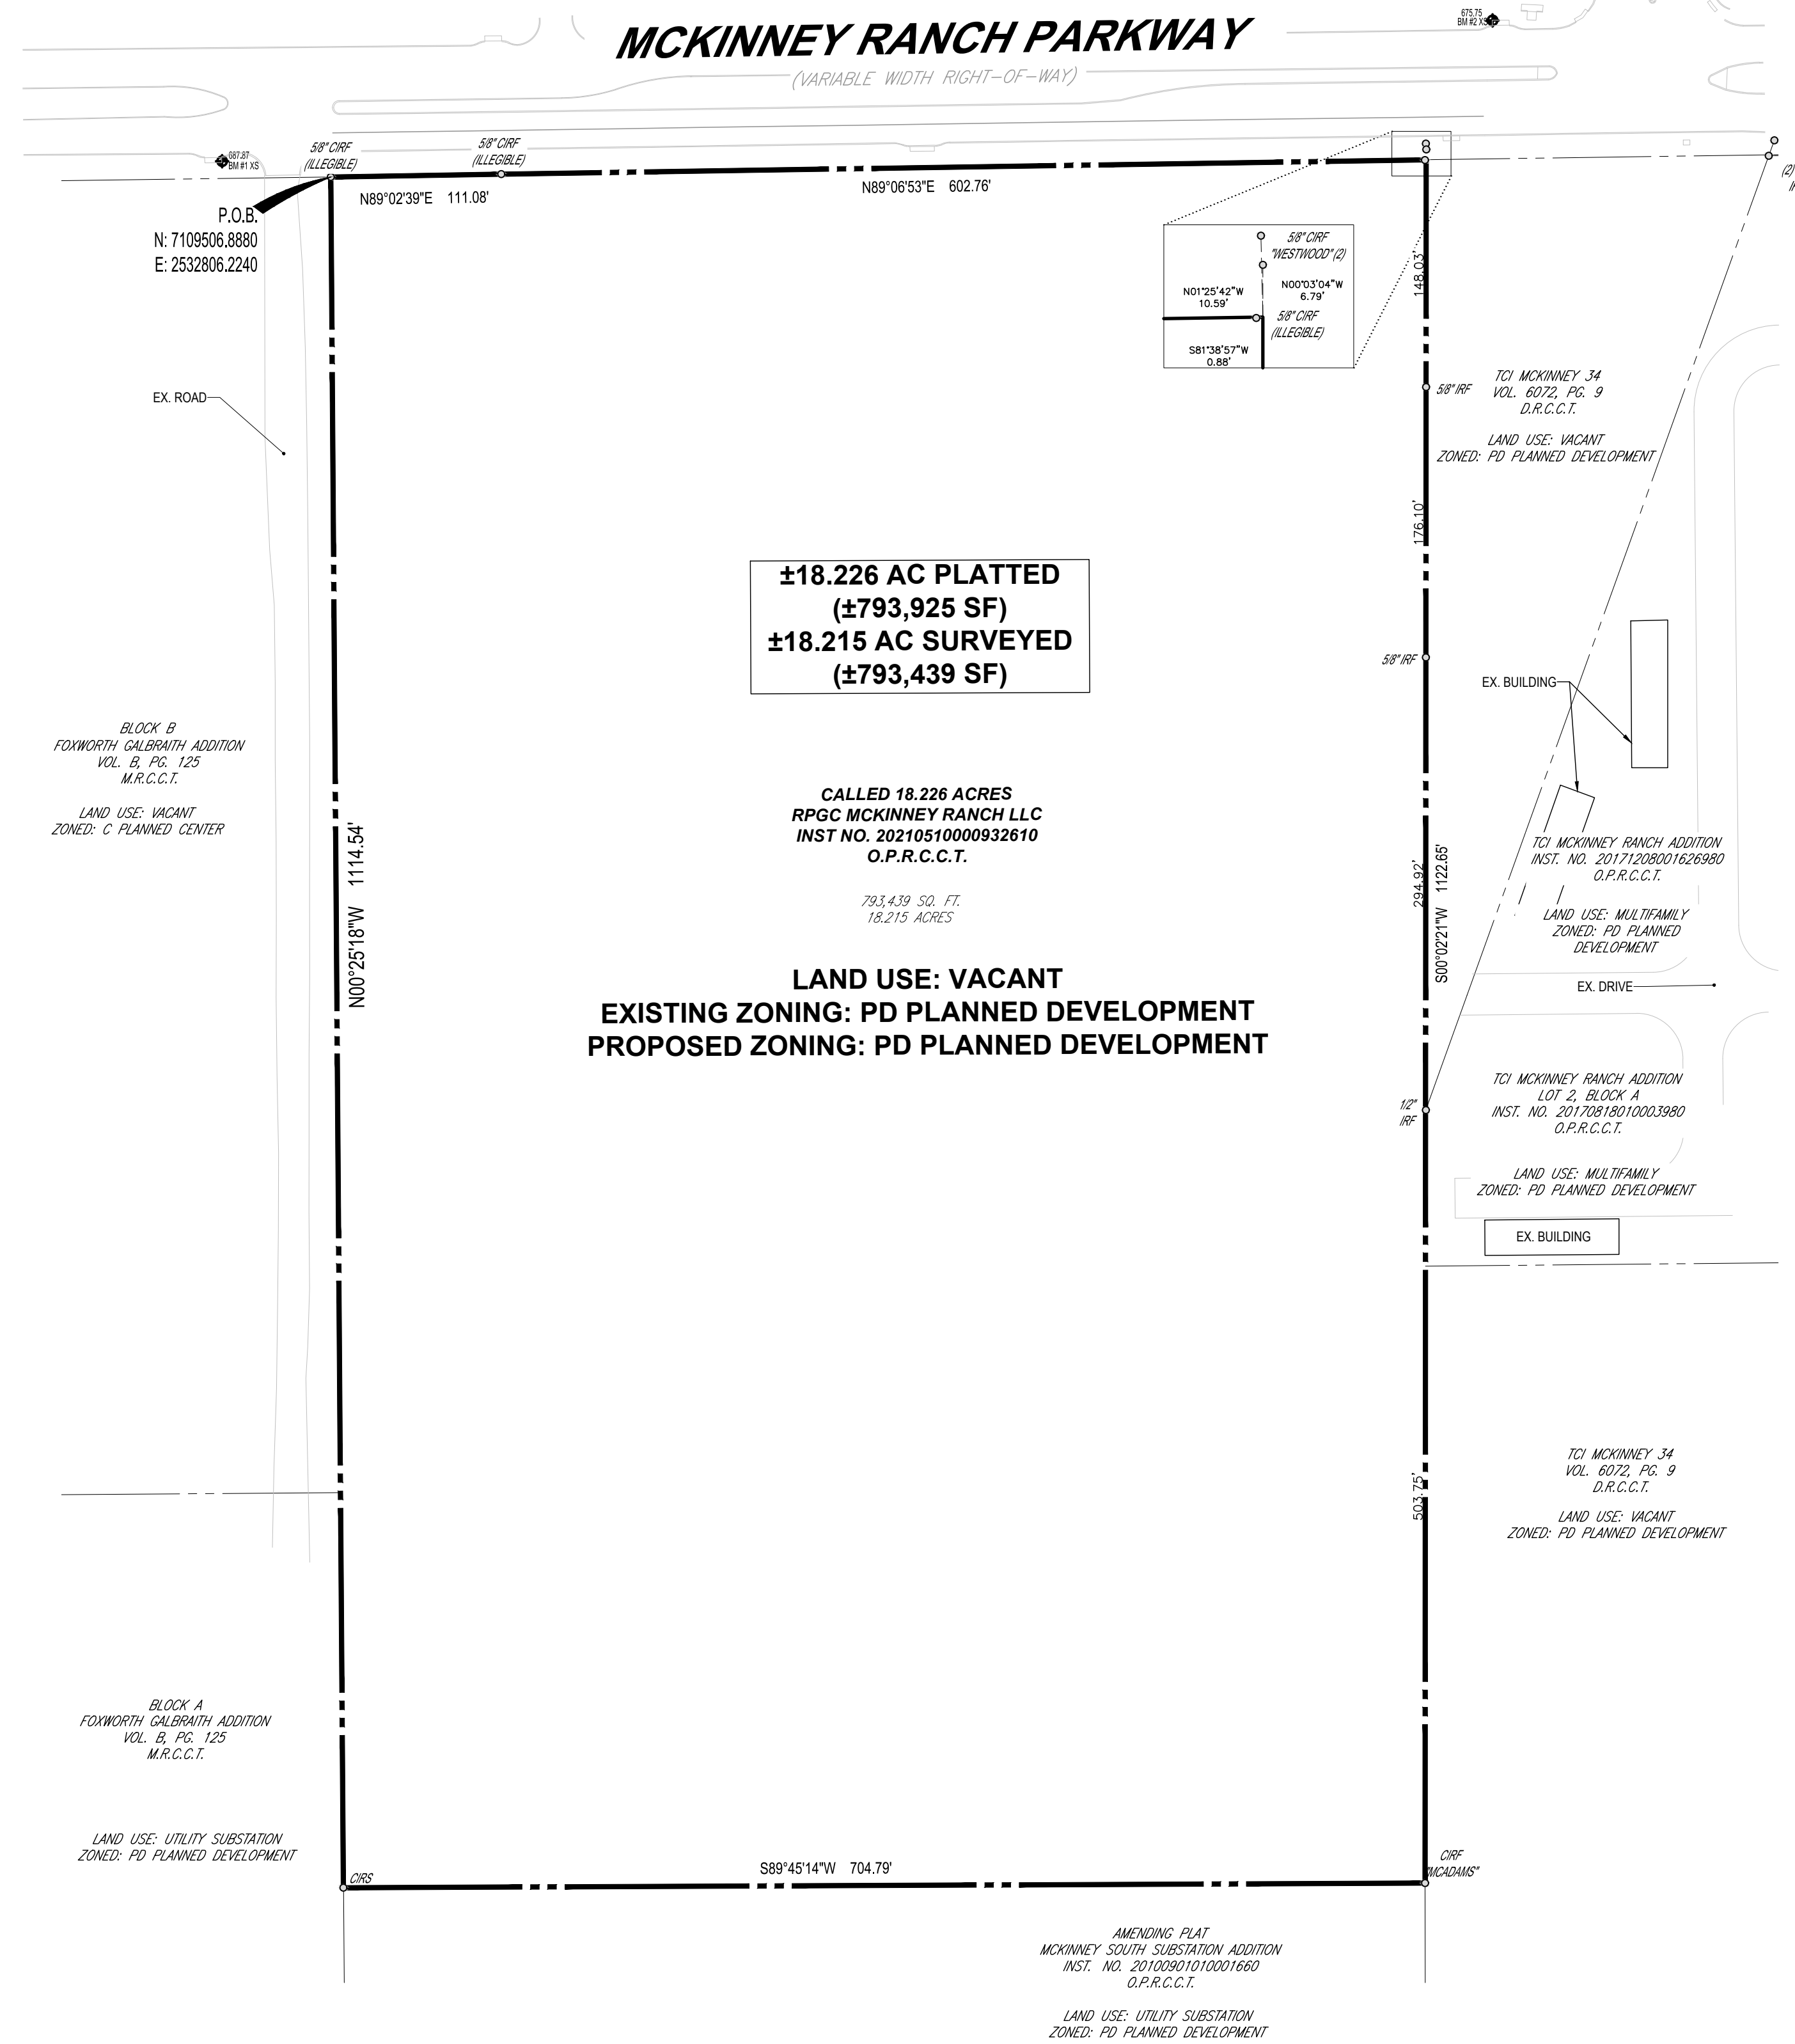 MCKINNEY RANCH PARKWAY
(VARIABLE WIDTH RIGHT-OF-WAY)
675.75
BM #2 XS
687.87
BM #1 XS
5/8" CIRF
(ILLEGIBLE)
5/8" CIRF
(ILLEGIBLE)
N89°02'39"E 111.08'
N89°06'53"E 602.76'
P.O.B.
N: 7109506.8880
E: 2532806.2240
(2)
5/8" CIRF
"WESTWOOD" (2)
N01°25'42"W
10.59'
N00°03'04"W
6.79'
5/8" CIRF
(ILLEGIBLE)
S81°38'57"W
0.88'
148.03'
EX. ROAD
5/8" IRF
TCI MCKINNEY 34
VOL. 6072, PG. 9
D.R.C.C.T.
LAND USE: VACANT
ZONED: PD PLANNED DEVELOPMENT
176.10'
±18.226 AC PLATTED
(±793,925 SF)
±18.215 AC SURVEYED
(±793,439 SF)
5/8" IRF
EX. BUILDING
BLOCK B
FOXWORTH GALBRAITH ADDITION
VOL. B, PG. 125
M.R.C.C.T.
LAND USE: VACANT
ZONED: C PLANNED CENTER
N00°25'18"W 1114.54'
CALLED 18.226 ACRES
RPGC MCKINNEY RANCH LLC
INST NO. 20210510000932610
O.P.R.C.C.T.
793,439 SQ. FT.
18.215 ACRES
294.92'
S00°02'21"W 1122.65'
TCI MCKINNEY RANCH ADDITION
INST. NO. 20171208001626980
O.P.R.C.C.T.
LAND USE: MULTIFAMILY
ZONED: PD PLANNED
DEVELOPMENT
LAND USE: VACANT
EXISTING ZONING: PD PLANNED DEVELOPMENT
PROPOSED ZONING: PD PLANNED DEVELOPMENT
EX. DRIVE
1/2"
IRF
TCI MCKINNEY RANCH ADDITION
LOT 2, BLOCK A
INST. NO. 20170818010003980
O.P.R.C.C.T.
LAND USE: MULTIFAMILY
ZONED: PD PLANNED DEVELOPMENT
EX. BUILDING
503.75'
TCI MCKINNEY 34
VOL. 6072, PG. 9
D.R.C.C.T.
LAND USE: VACANT
ZONED: PD PLANNED DEVELOPMENT
BLOCK A
FOXWORTH GALBRAITH ADDITION
VOL. B, PG. 125
M.R.C.C.T.
LAND USE: UTILITY SUBSTATION
ZONED: PD PLANNED DEVELOPMENT
CIRS
S89°45'14"W 704.79'
CIRF
"MCADAMS"
AMENDING PLAT
MCKINNEY SOUTH SUBSTATION ADDITION
INST. NO. 20100901010001660
O.P.R.C.C.T.
LAND USE: UTILITY SUBSTATION
ZONED: PD PLANNED DEVELOPMENT